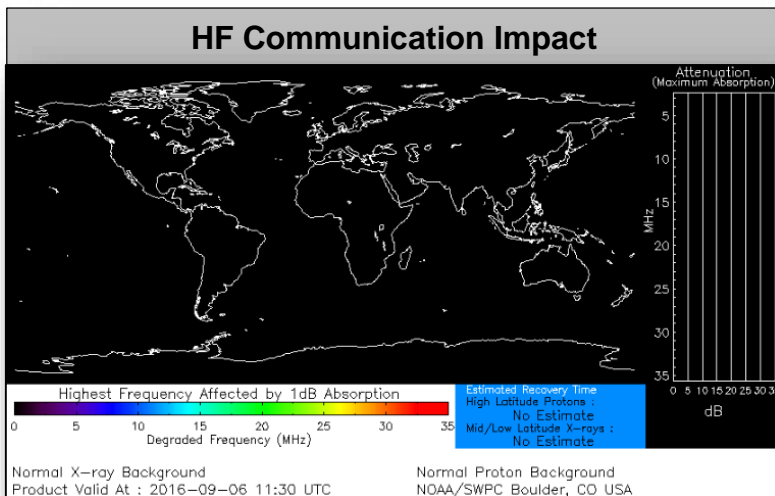 HF Communication Impact
Attenuation
(Maximum Absorption)
5
10
15
20
25
30
35
MHz
0 5 10 15 20 25 30
dB
Highest Frequency Affected by 1dB Absorption
0 5 10 15 20 25 30 35
Degraded Frequency (MHz)
Estimated Recovery Time
High Latitude Protons :
No Estimate
Mid/Low Latitude X-rays :
No Estimate
Normal X-ray Background
Product Valid At : 2016-09-06 11:30 UTC
Normal Proton Background
NOAA/SWPC Boulder, CO USA